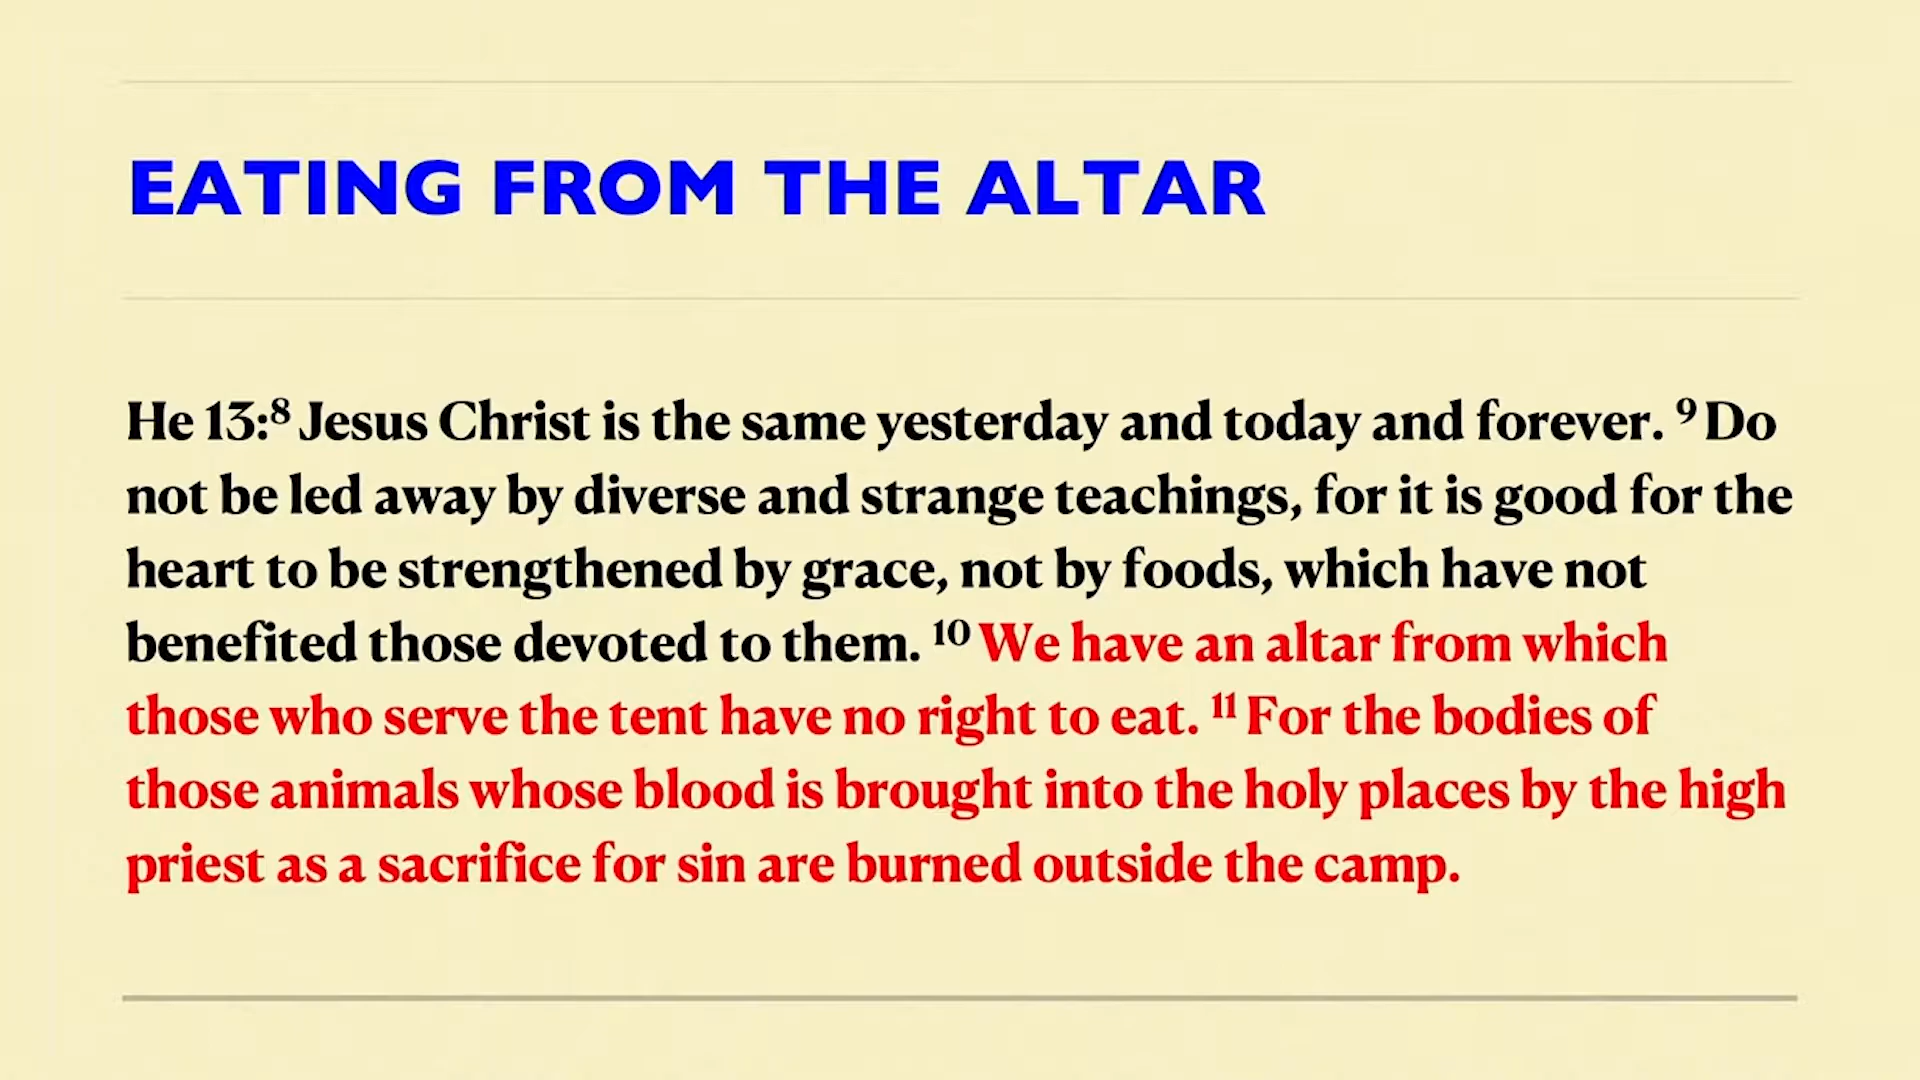 EATING FROM THE ALTAR
He 13:⁸ Jesus Christ is the same yesterday and today and forever. ⁹ Do
not be led away by diverse and strange teachings, for it is good for the
heart to be strengthened by grace, not by foods, which have not
benefited those devoted to them. ¹⁰ We have an altar from which
those who serve the tent have no right to eat. ¹¹ For the bodies of
those animals whose blood is brought into the holy places by the high
priest as a sacrifice for sin are burned outside the camp.